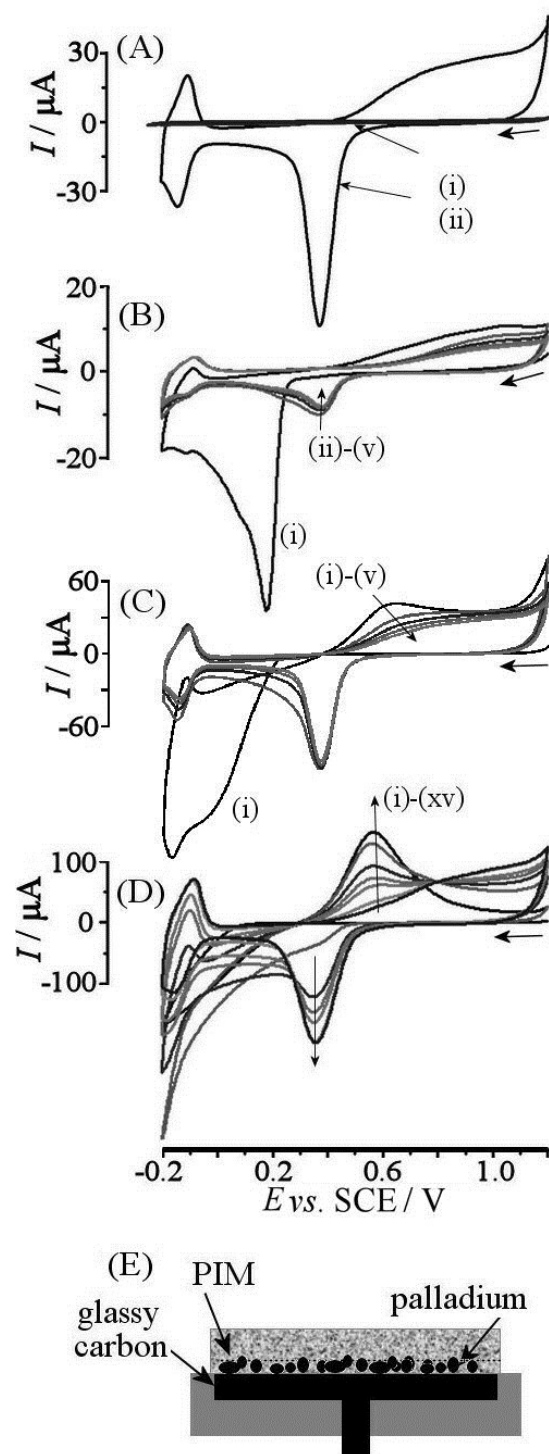 (A)
30
0
-30
I / μA
(i)
(ii)
(B)
20
0
-20
I / μA
(ii)-(v)
(i)
(C)
60
0
-60
I / μA
(i)-(v)
(i)
(D)
100
0
-100
I / μA
(i)-(xv)
-0.2 0.2 0.6 1.0
E vs. SCE / V
(E)
PIM
palladium
glassy
carbon